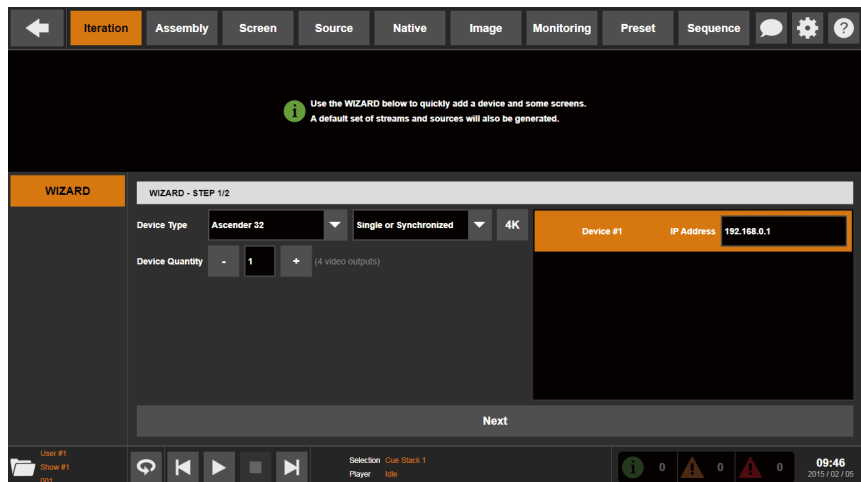 Iteration Assembly Screen Source Native Image Monitoring Preset Sequence ?
Use the WIZARD below to quickly add a device and some screens.
A default set of streams and sources will also be generated.
WIZARD
WIZARD - STEP 1/2
Device Type Ascender 32 Single or Synchronized 4K
Device #1 IP Address 192.168.0.1
Device Quantity - 1 + (4 video outputs)
Next
User #1
Show #1
001
Selection Cue Stack 1
Player Idle
0 0 0
09:46
2015 / 02 / 05